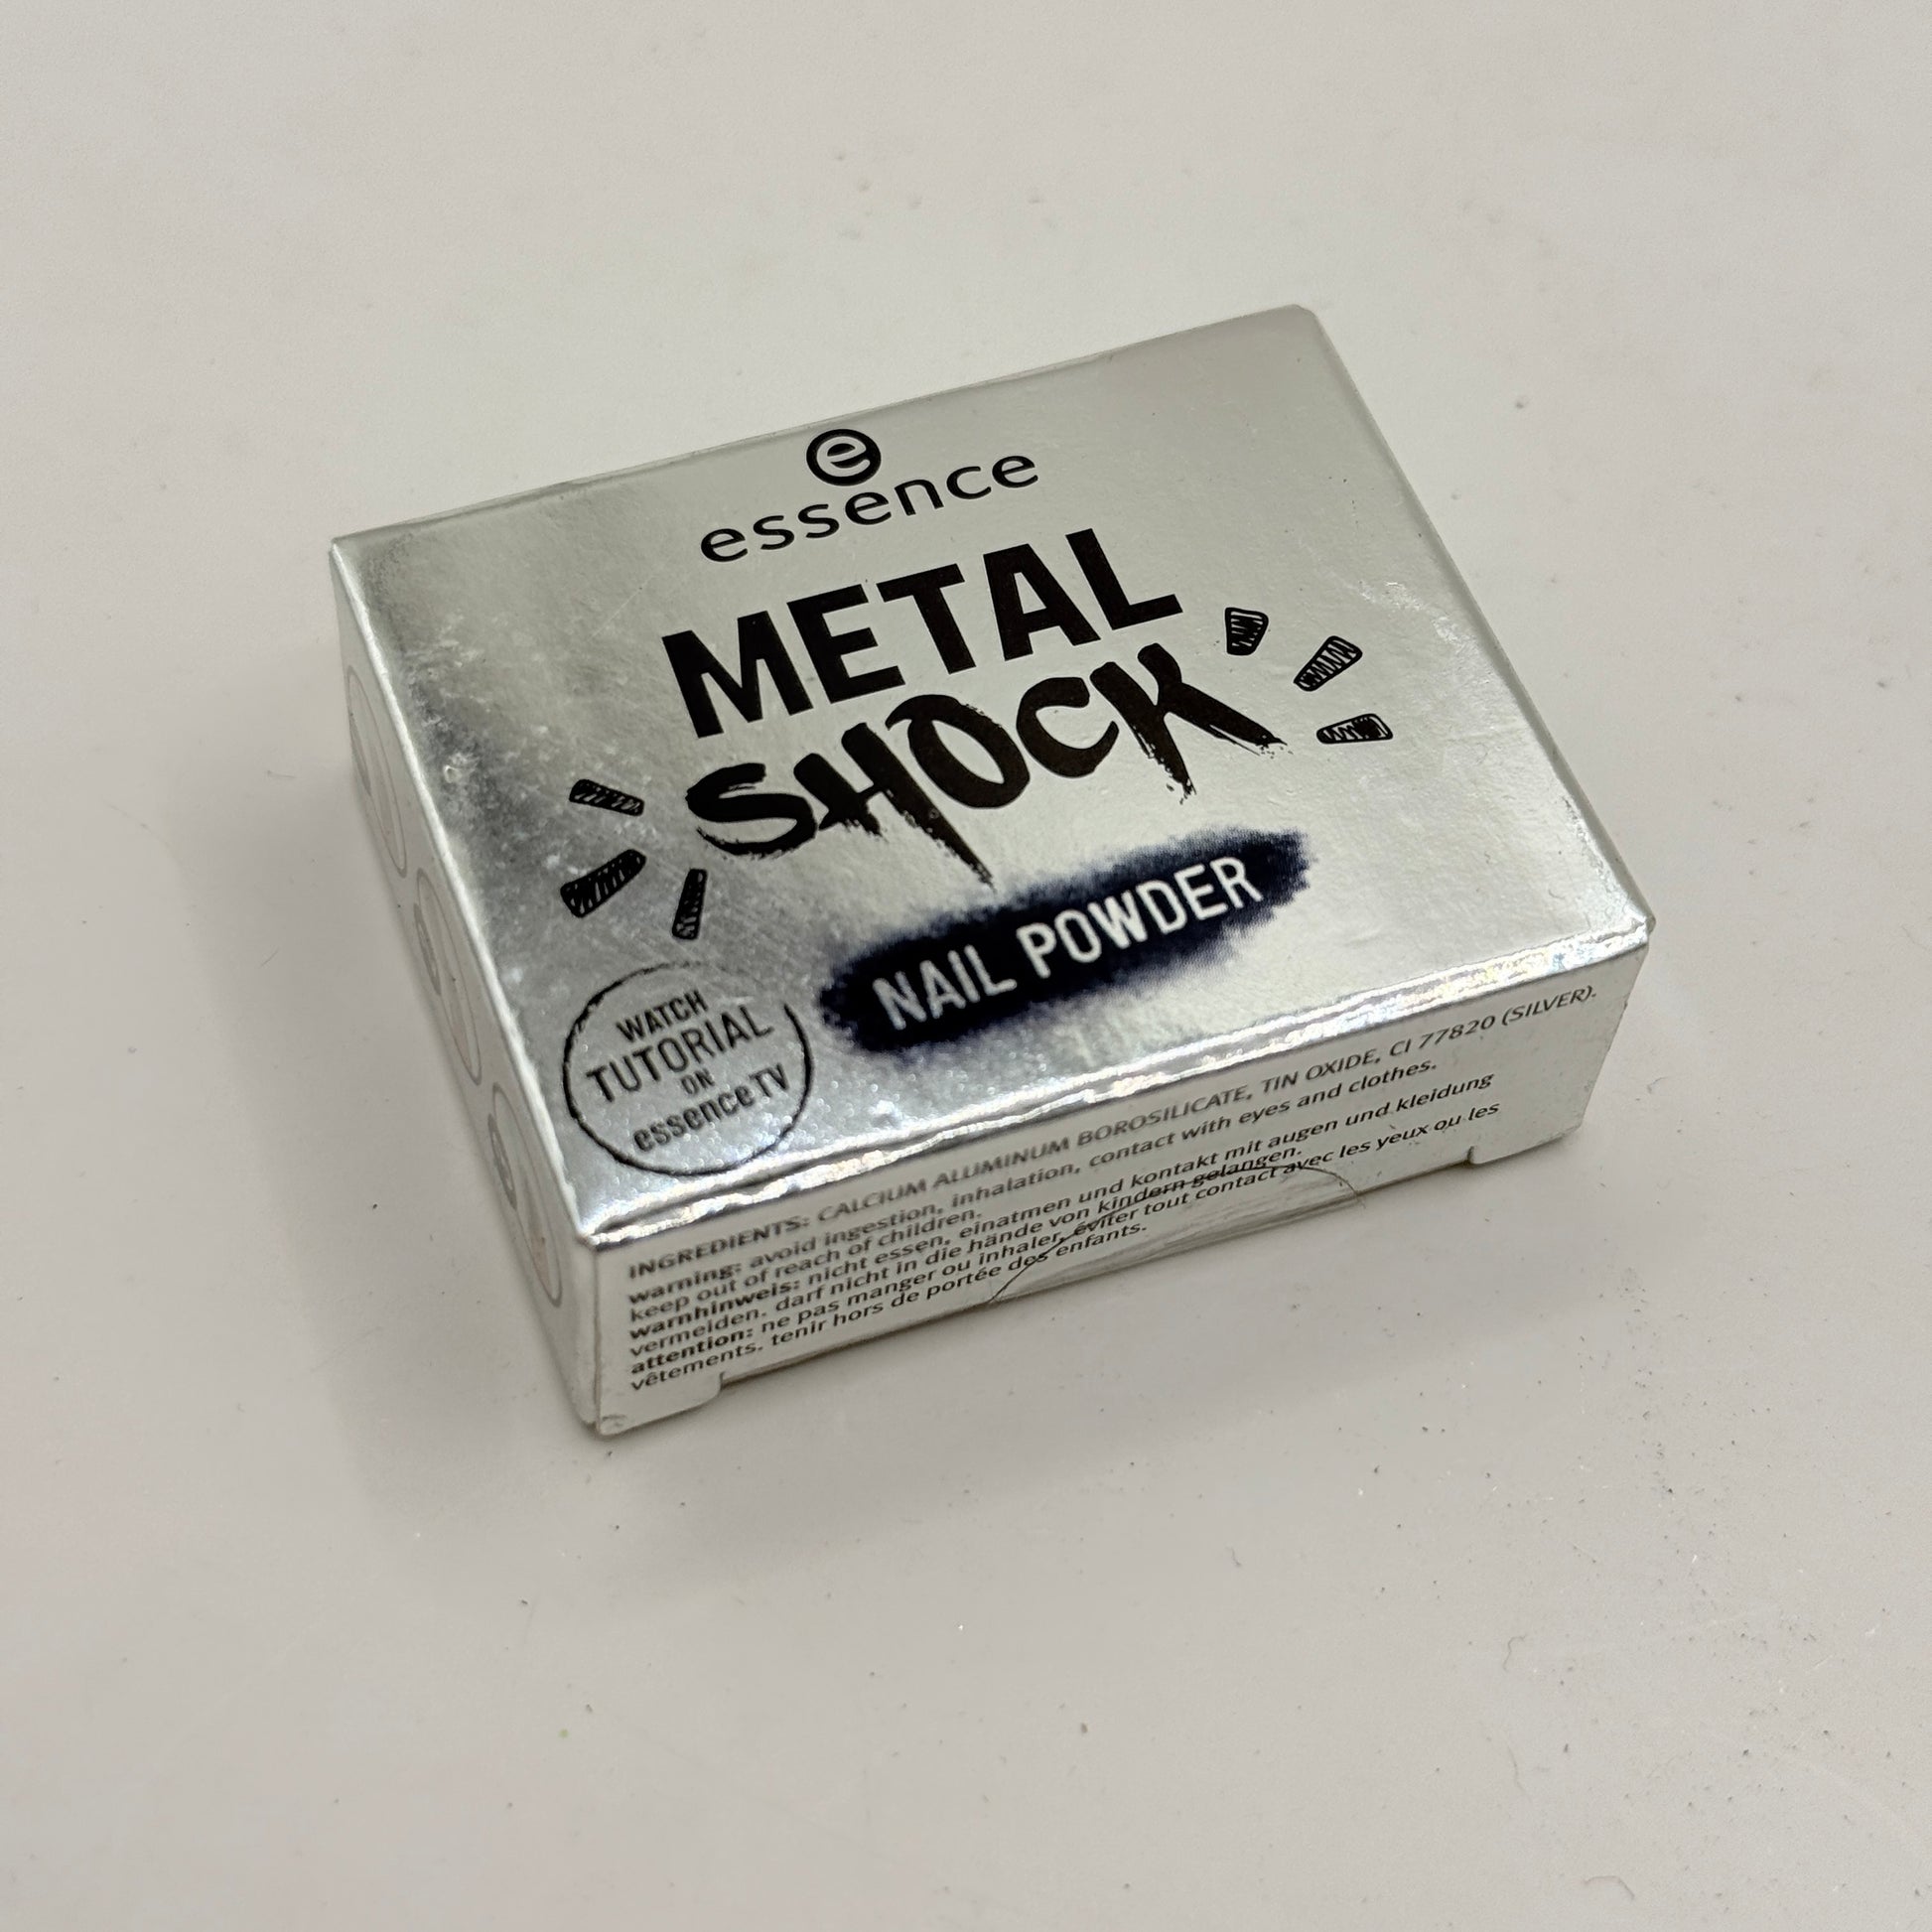 e
essence
METAL
SHOCK
NAIL POWDER
WATCH
TUTORIAL
ON
essence TV
INGREDIENTS: CALCIUM ALUMINUM BOROSILICATE, TIN OXIDE, CI 77820 (SILVER).
warning: avoid ingestion, inhalation, contact with eyes and clothes.
keep out of reach of children.
warnhinweis: nicht essen, einatmen und kontakt mit augen und kleidung
vermeiden. darf nicht in die hände von kindern gelangen.
attention: ne pas manger ou inhaler, éviter tout contact avec les yeux ou les
vêtements. tenir hors de portée des enfants.